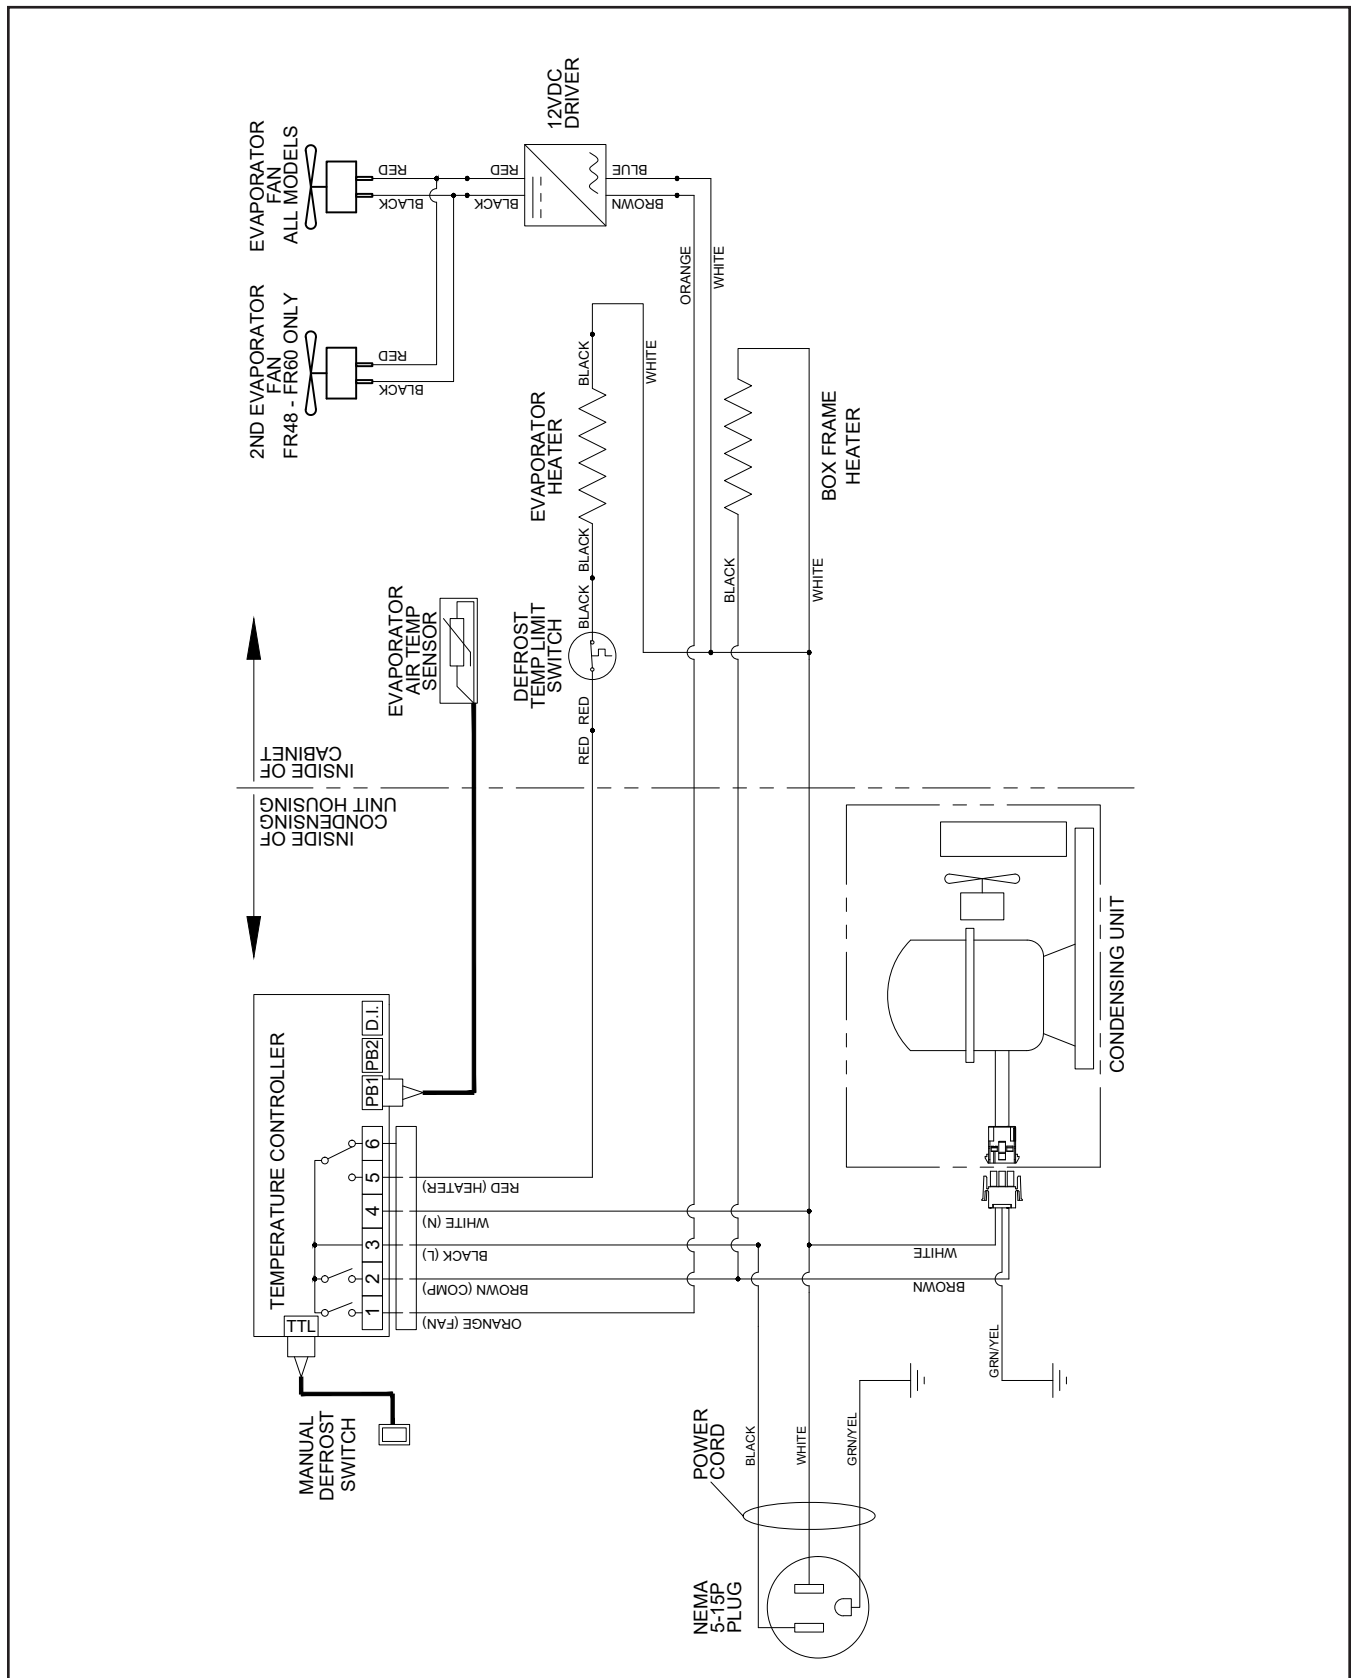 EVAPORATOR
FAN
ALL MODELS
12VDC
DRIVER
RED
BLACK
RED
BLACK
BLUE
BROWN
2ND EVAPORATOR
FAN
FR48 - FR60 ONLY
RED
BLACK
ORANGE
WHITE
EVAPORATOR
HEATER
BLACK
BLACK
WHITE
BOX FRAME
HEATER
BLACK
WHITE
EVAPORATOR
AIR TEMP
SENSOR
DEFROST
TEMP LIMIT
SWITCH
BLACK
RED
RED
INSIDE OF
CABINET
INSIDE OF
CONDENSING
UNIT HOUSING
TEMPERATURE CONTROLLER
D.I.
PB2
PB1
6
5
4
3
2
1
TTL
RED (HEATER)
WHITE (N)
BLACK (L)
BROWN (COMP)
ORANGE (FAN)
MANUAL
DEFROST
SWITCH
CONDENSING UNIT
WHITE
BROWN
GRN/YEL
POWER
CORD
BLACK
WHITE
GRN/YEL
NEMA
5-15P
PLUG